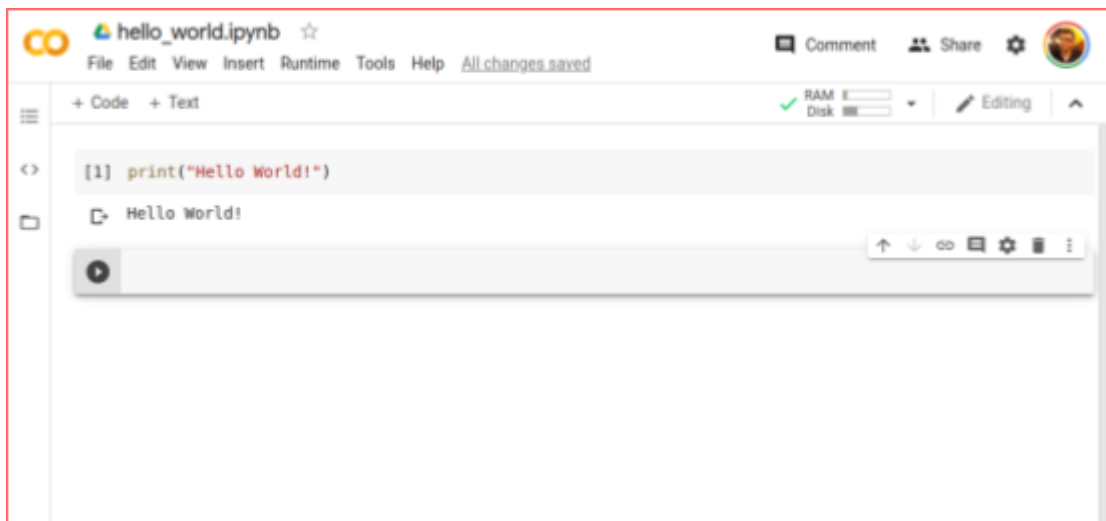 CO
hello_world.ipynb
File Edit View Insert Runtime Tools Help All changes saved
Comment Share
+ Code + Text
RAM
Disk
Editing
[1] print("Hello World!")
Hello World!